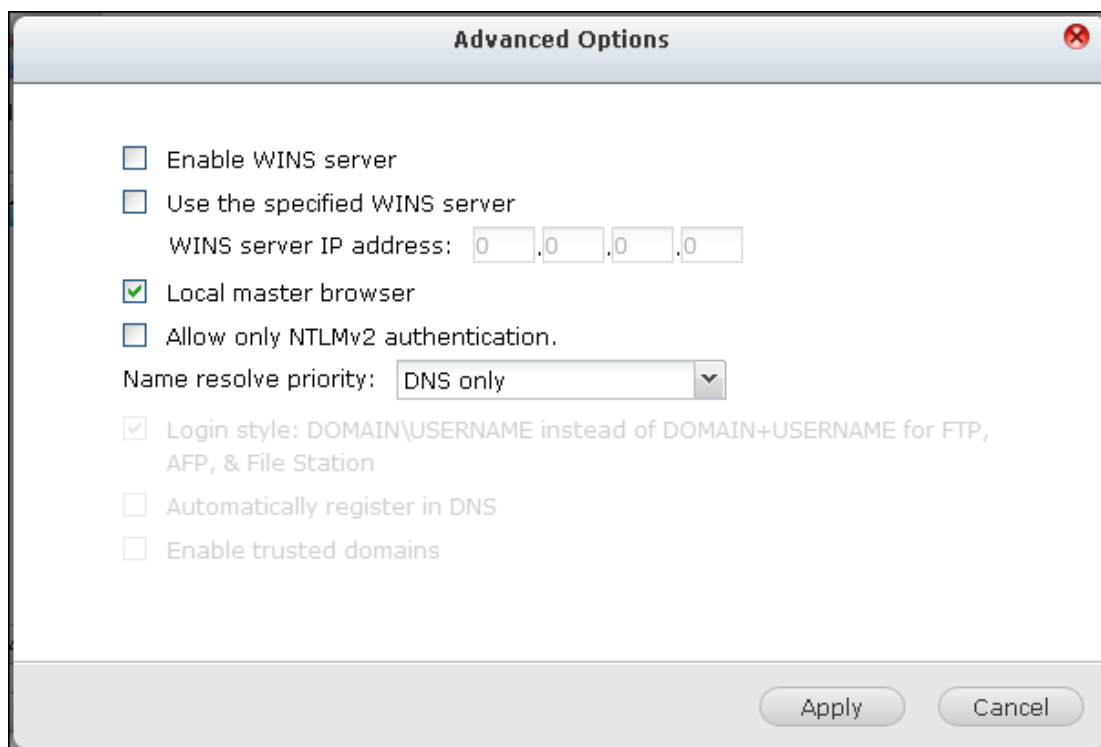 Advanced Options
Enable WINS server
Use the specified WINS server
WINS server IP address: 0 .0 .0 .0
Local master browser
Allow only NTLMv2 authentication.
Name resolve priority: DNS only
Login style: DOMAIN\USERNAME instead of DOMAIN+USERNAME for FTP,
AFP, & File Station
Automatically register in DNS
Enable trusted domains
Apply Cancel